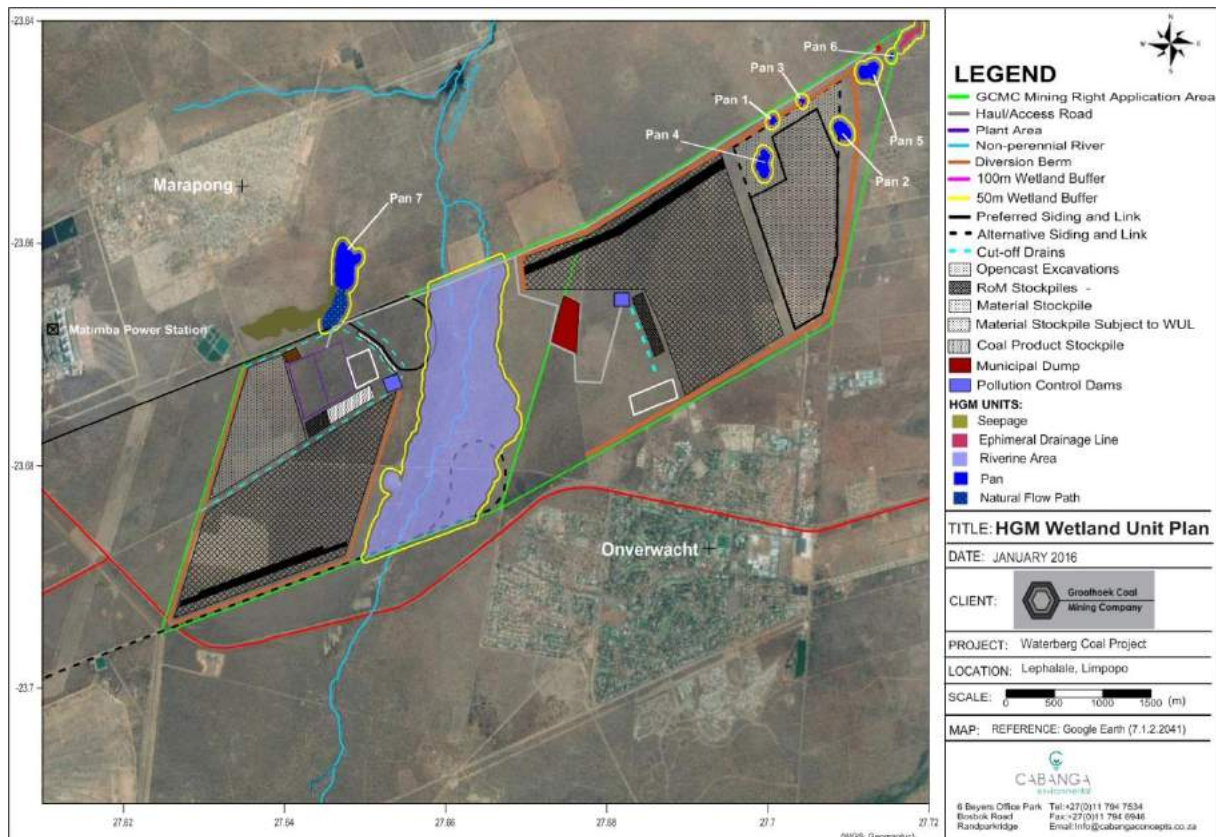 -23.64
-23.66
-23.68
-23.7
27.62
27.64
27.66
27.68
27.7
27.72
Pan 6
Pan 3
Pan 1
Pan 4
Pan 5
Pan 2
Marapong
Pan 7
Matimba Power Station
Onverwacht
N
S
LEGEND
GCMC Mining Right Application Area
Haul/Access Road
Plant Area
Non-perennial River
Diversion Berm
100m Wetland Buffer
50m Wetland Buffer
Preferred Siding and Link
Alternative Siding and Link
Cut-off Drains
Opencast Excavations
RoM Stockpiles -
Material Stockpile
Material Stockpile Subject to WUL
Coal Product Stockpile
Municipal Dump
Pollution Control Dams
HGM UNITS:
Seepage
Ephimeral Drainage Line
Riverine Area
Pan
Natural Flow Path
TITLE: HGM Wetland Unit Plan
DATE: JANUARY 2016
CLIENT: Groothoek Coal
Mining Company
PROJECT: Waterberg Coal Project
LOCATION: Lephalale, Limpopo
SCALE: 0 500 1000 1500 (m)
MAP: REFERENCE: Google Earth (7.1.2.2041)
CABANGA
environmental
6 Beyers Office Park Tel:+27(0)11 794 7534
Bosbok Road Fax:+27(0)11 794 6946
Randparkridge Email:Info@cabangaconcepts.co.za